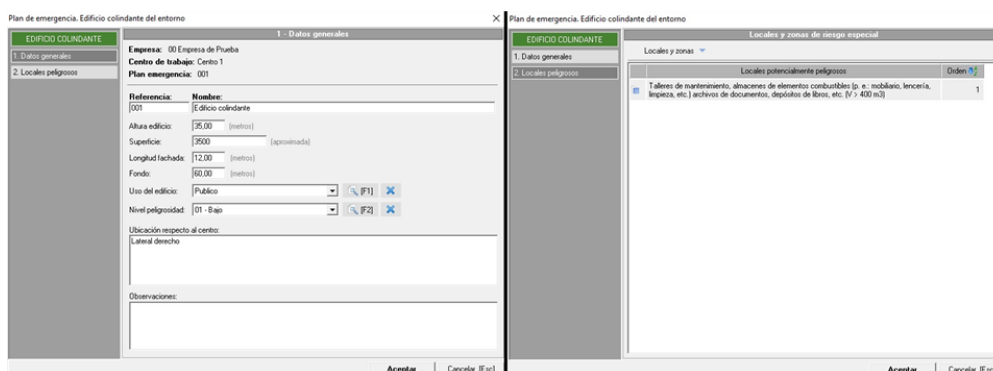 Plan de emergencia. Edificio colindante del entorno
EDIFICIO COLINDANTE
1. Datos generales
2. Locales peligrosos
1 - Datos generales
Empresa: 00 Empresa de Prueba
Centro de trabajo: Centro 1
Plan emergencia: 001
Referencia: Nombre:
001 Edificio colindante
Altura edificio: 35,00 (metros)
Superficie: 3500 (aproximada)
Longitud fachada: 12,00 (metros)
Fondo: 60,00 (metros)
Uso del edificio: Publico [F1]
Nivel peligrosidad: 01 - Bajo [F2]
Ubicación respecto al centro:
Lateral derecho
Observaciones:
Aceptar Cancelar [Esc]
Plan de emergencia. Edificio colindante del entorno
EDIFICIO COLINDANTE
1. Datos generales
2. Locales peligrosos
Locales y zonas de riesgo especial
Locales y zonas
Locales potencialmente peligrosos Orden
Talleres de mantenimiento, almacenes de elementos combustibles (p. e.: mobiliario, lencería, 1
limpieza, etc.) archivos de documentos, depósitos de libros, etc. (V > 400 m3)
Aceptar Cancelar [Esc